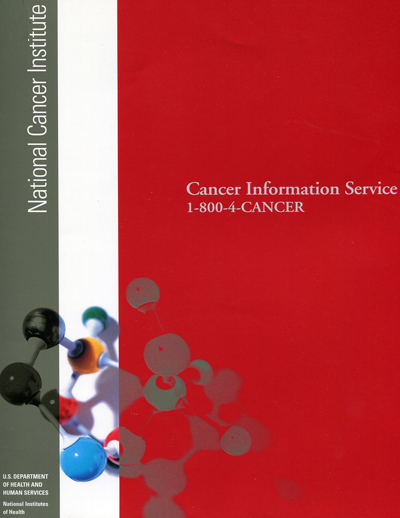 National Cancer Institute
Cancer Information Service
1-800-4-CANCER
U.S. DEPARTMENT
OF HEALTH AND
HUMAN SERVICES
National Institutes
of Health